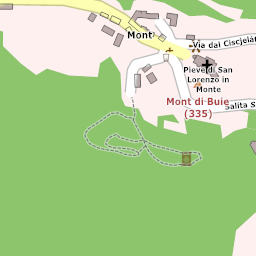 Mont
Via dai Ciscjelâr
Pieve di San
Lorenzo in
Monte
Mont di Buie
(335)
Salita S